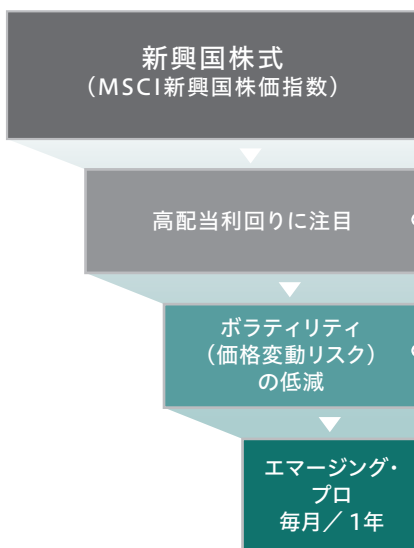 新興国株式
（MSCI新興国株価指数）
高配当利回りに注目
ボラティリティ
（価格変動リスク）
の低減
エマージング・
プロ
毎月／1年